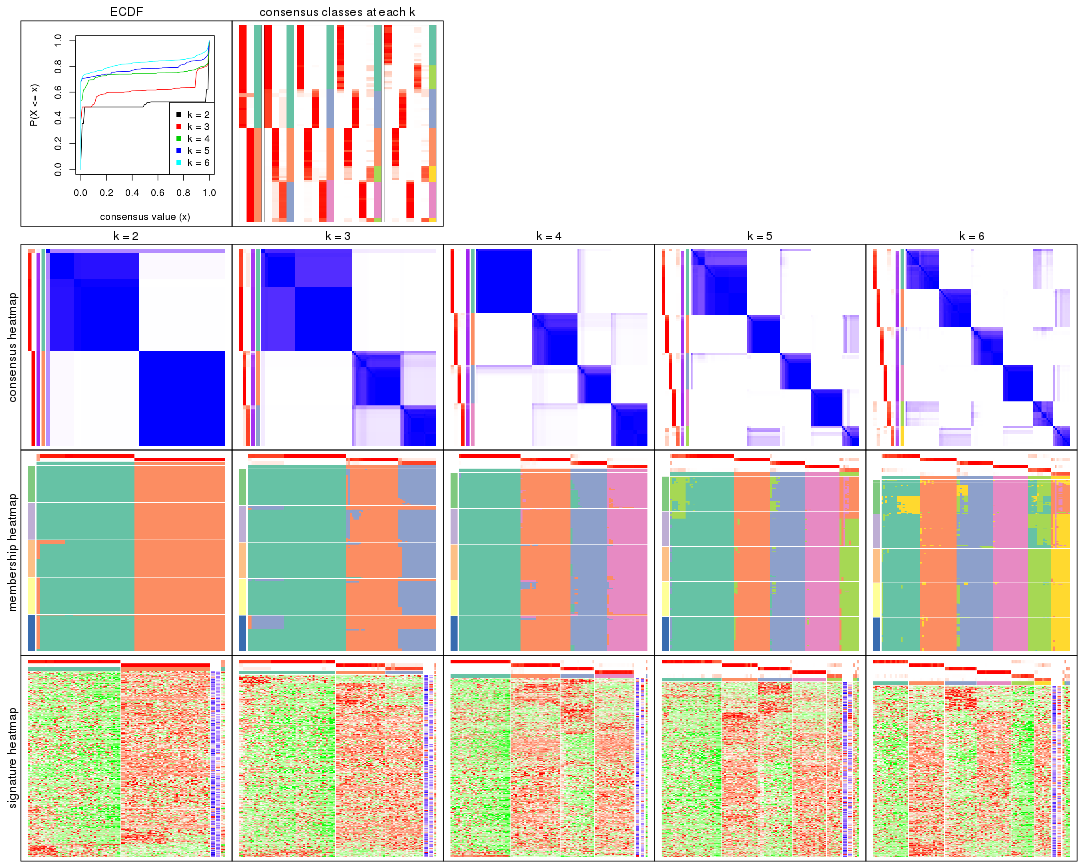 ECDF
consensus classes at each k
P(X <= x)
0.0
0.2
0.4
0.6
0.8
1.0
k = 2
k = 3
k = 4
k = 5
k = 6
0.0 0.2 0.4 0.6 0.8 1.0
consensus value (x)
k = 2
k = 3
k = 4
k = 5
k = 6
consensus heatmap
membership heatmap
signature heatmap